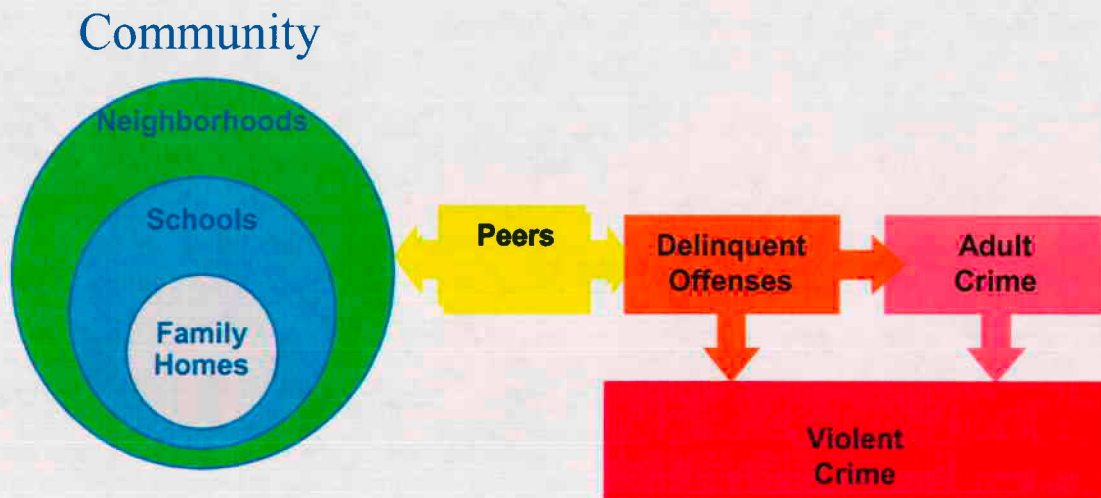 Community
Neighborhoods
Schools
Family
Homes
Peers
Delinquent
Offenses
Adult
Crime
Violent
Crime